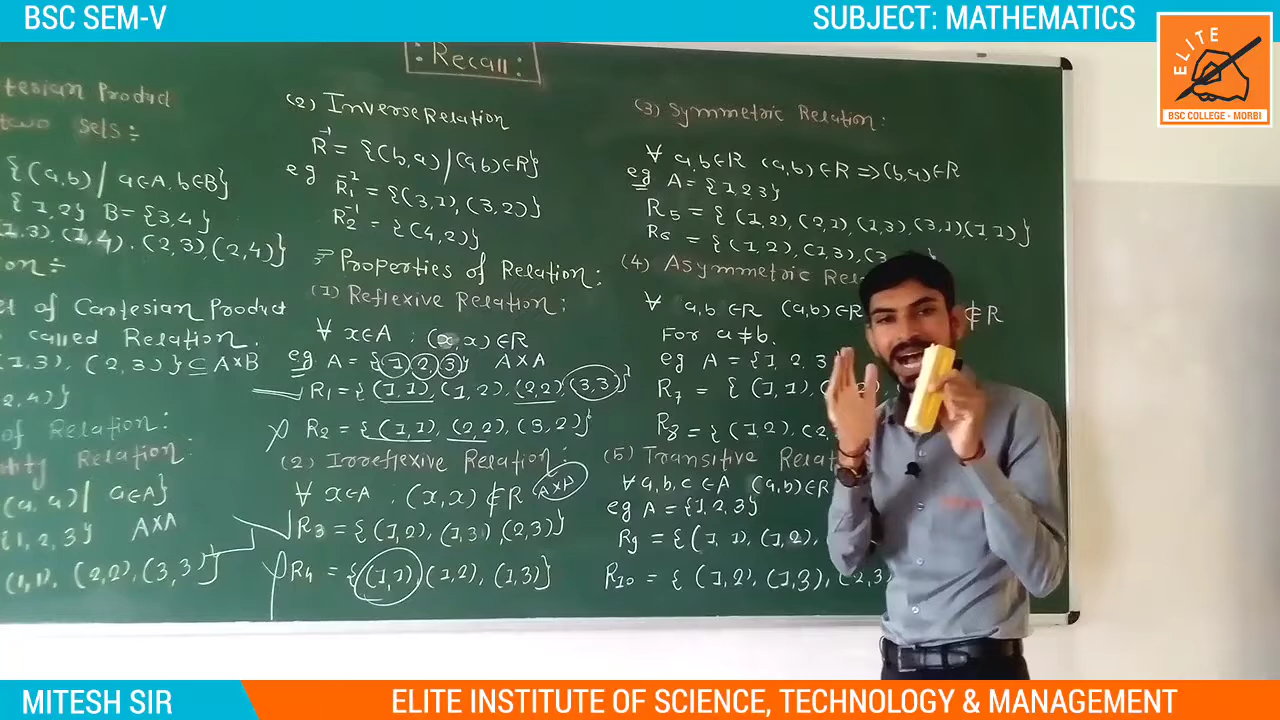 BSC SEM-V
SUBJECT: MATHEMATICS
ELITE
BSC COLLEGE - MORBI
: Recall :
tesian Product
two Sets :
{(a,b) / a∈A, b∈B}
{1,2} B = {3,4}
(1,3), (1,4), (2,3) (2,4)}
on :-
et of Cartesian Product
called Relation.
(1,3), (2,3)} ⊆ A×B
2,4)}
of Relation :
tity Relation :
(a,a) / a∈A}
{1,2,3} A×A
(1,1), (2,2), (3,3)}
(2) Inverse Relation
R⁻¹ = {(b,a) / (a,b)∈R}
eg R₁⁻¹ = {(3,1), (3,2)}
R₂⁻¹ = {(4,2)}
Properties of Relation :
(1) Reflexive Relation :
∀ x∈A : (x,x)∈R
eg A = {1,2,3} A×A
R₁ = {(1,1), (1,2), (2,2), (3,3)}
R₂ = {(1,1), (2,2), (3,2)}
(2) Irreflexive Relation :
∀ x∈A : (x,x)∉R A×A
R₃ = {(1,2), (1,3), (2,3)}
R₄ = {(1,1), (1,2), (1,3)}
(3) Symmetric Relation :
∀ a,b∈R (a,b)∈R ⇒ (b,a)∈R
eg A = {1,2,3}
R₅ = {(1,2), (2,1), (1,3), (3,1) (1,1)}
R₆ = {(1,2), (1,3), (3
(4) Asymmetric Rel
∀ a,b∈R (a,b)∈R ∉R
For a≠b.
eg A = {1,2,3
R₇ = {(1,1), 
R₈ = {(1,2), (2,
(5) Transitive Relat
∀ a,b,c∈A (a,b)∈R
eg A = {1,2,3}
R₉ = {(1,1), (1,2),
R₁₀ = {(1,2), (1,3), (2,3)
MITESH SIR
ELITE INSTITUTE OF SCIENCE, TECHNOLOGY & MANAGEMENT